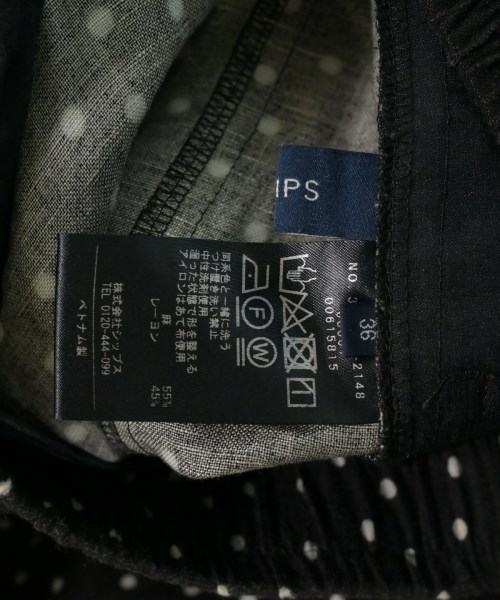 IPS
36
NO. 3
2148
00615815
同系色と一緒に洗う
つけ置き洗い禁止
中性洗剤使用
湿った状態で形を整える
アイロンはあて布使用
麻 55%
レーヨン 45%
株式会社シップス
TEL 0120-444-099
ベトナム製
F
W